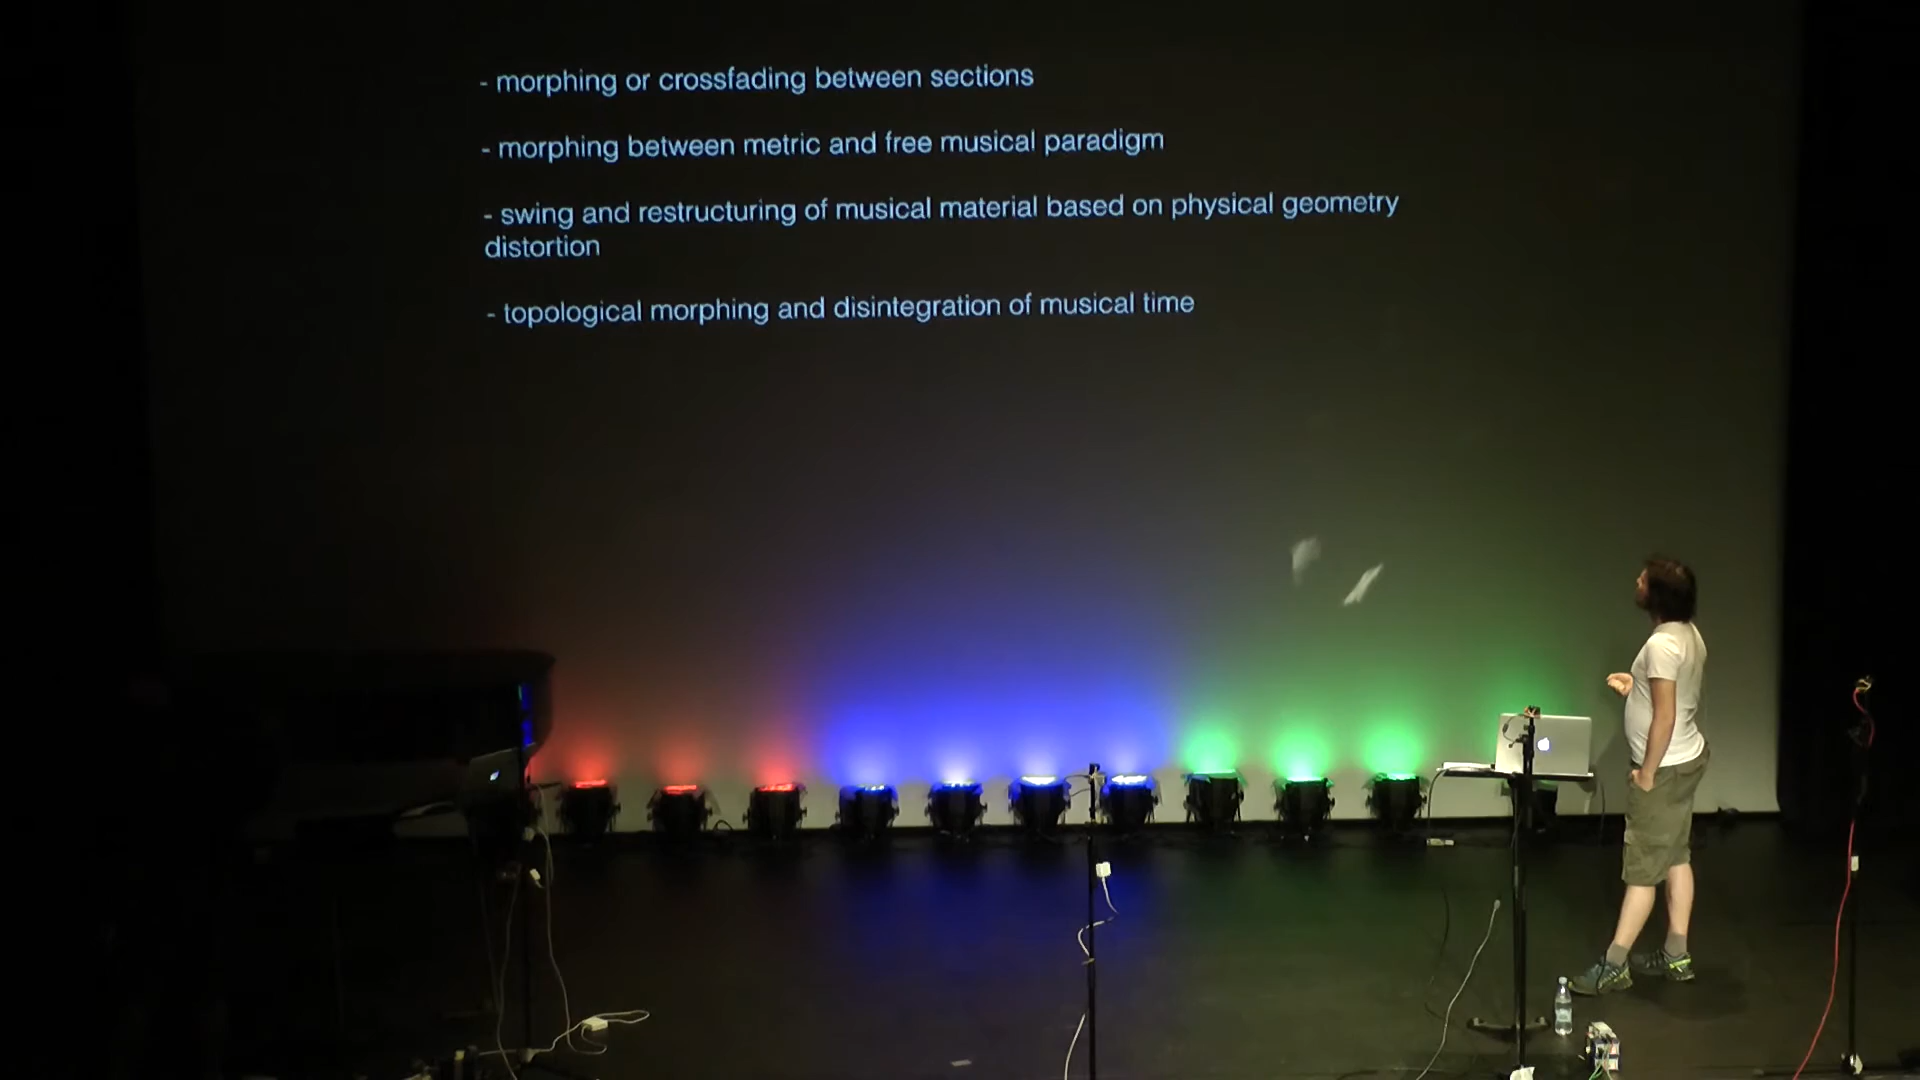 - morphing or crossfading between sections
- morphing between metric and free musical paradigm
- swing and restructuring of musical material based on physical geometry
distortion
- topological morphing and disintegration of musical time